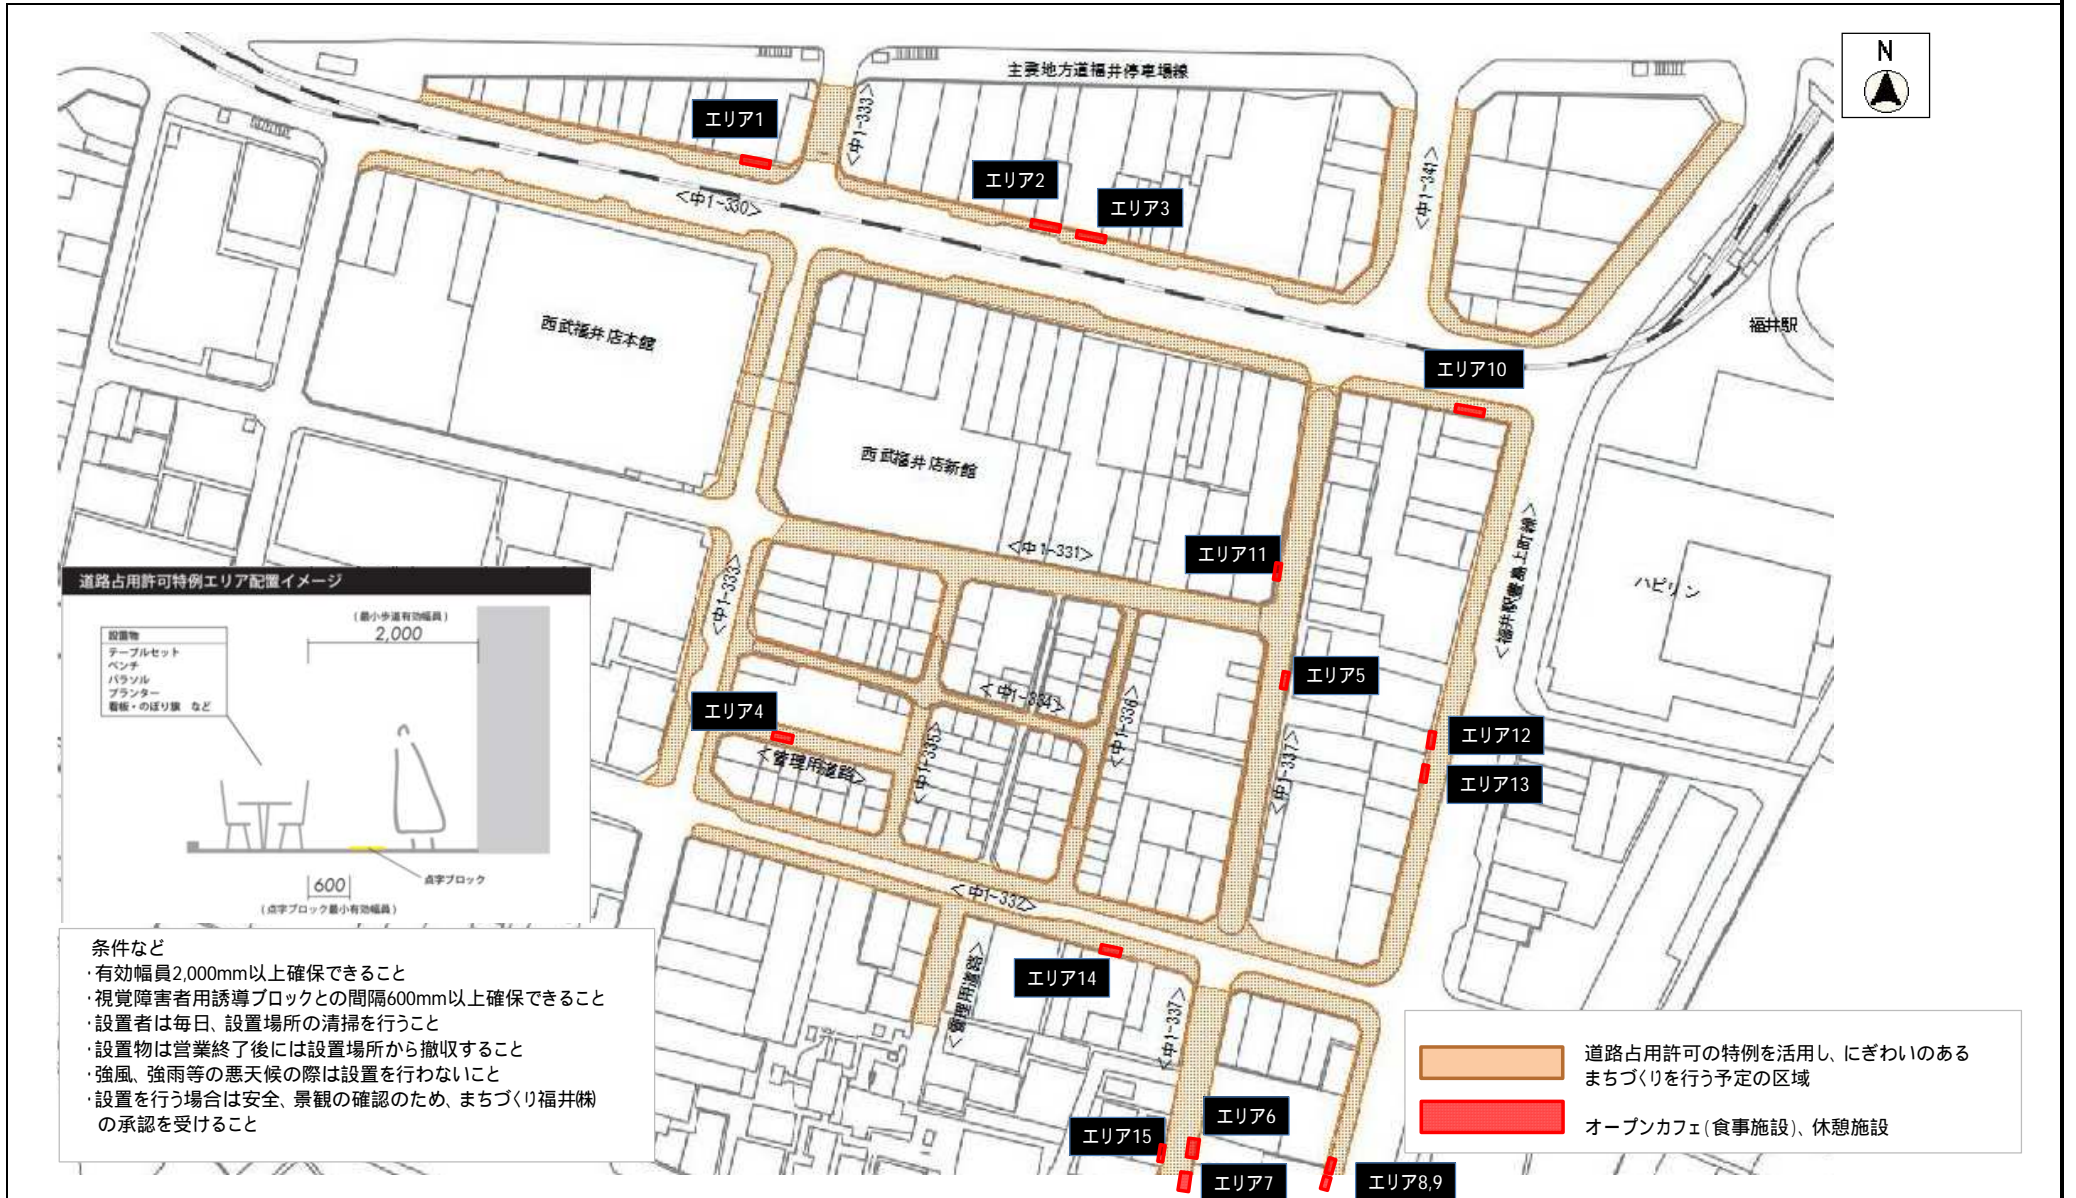 N
主要地方道福井停車場線
エリア1
<中1-333>
エリア2
エリア3
<中1-341>
<中1-330>
福井駅
西武福井店本館
エリア10
西武福井店新館
<中1-331>
エリア11
<福井駅豊島上町線>
ハピリン
<中1-333>
エリア5
<中1-334>
<中1-336>
エリア4
<管理用道路>
<中1-335>
<中1-337>
エリア12
エリア13
<中1-332>
エリア14
<管理用道路>
<中1-337>
エリア6
エリア15
エリア7
エリア8,9
道路占用許可特例エリア配置イメージ
(最小歩道有効幅員)
2,000
設置物
テーブルセット
ベンチ
パラソル
プランター
看板・のぼり旗 など
点字ブロック
600
(点字ブロック最小有効幅員)
条件など
・有効幅員2,000mm以上確保できること
・視覚障害者用誘導ブロックとの間隔600mm以上確保できること
・設置者は毎日、設置場所の清掃を行うこと
・設置物は営業終了後には設置場所から撤収すること
・強風、強雨等の悪天候の際は設置を行わないこと
・設置を行う場合は安全、景観の確認のため、まちづくり福井㈱
の承認を受けること
道路占用許可の特例を活用し、にぎわいのある
まちづくりを行う予定の区域
オープンカフェ(食事施設)、休憩施設